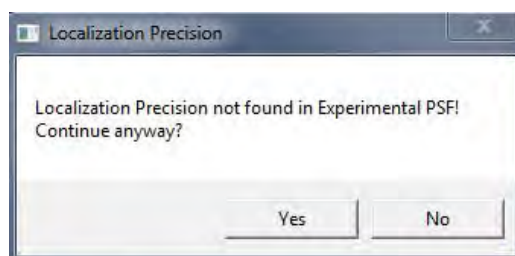 Localization Precision
Localization Precision not found in Experimental PSF!
Continue anyway?
Yes No